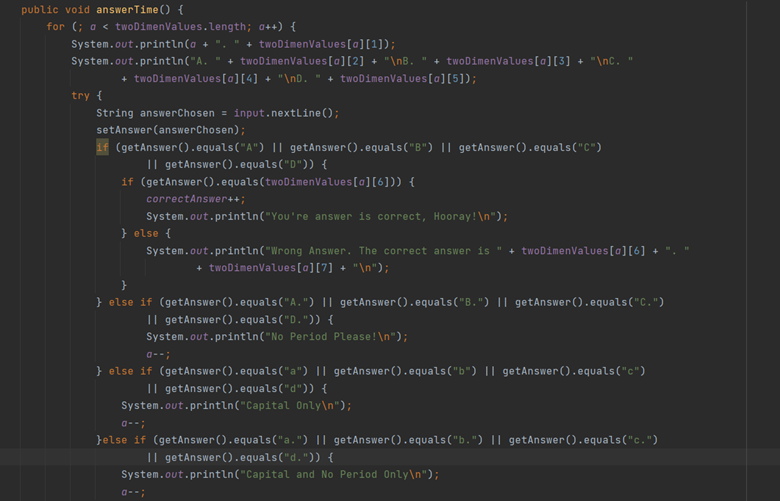 public void answerTime() {
for (; a < twoDimenValues.length; a++) {
System.out.println(a + ". " + twoDimenValues[a][1]);
System.out.println("A. " + twoDimenValues[a][2] + "\nB. " + twoDimenValues[a][3] + "\nC. "
+ twoDimenValues[a][4] + "\nD. " + twoDimenValues[a][5]);
try {
String answerChosen = input.nextLine();
setAnswer(answerChosen);
if (getAnswer().equals("A") || getAnswer().equals("B") || getAnswer().equals("C")
|| getAnswer().equals("D")) {
if (getAnswer().equals(twoDimenValues[a][6])) {
correctAnswer++;
System.out.println("You're answer is correct, Hooray!\n");
} else {
System.out.println("Wrong Answer. The correct answer is " + twoDimenValues[a][6] + ". "
+ twoDimenValues[a][7] + "\n");
}
} else if (getAnswer().equals("A.") || getAnswer().equals("B.") || getAnswer().equals("C.")
|| getAnswer().equals("D.")) {
System.out.println("No Period Please!\n");
a--;
} else if (getAnswer().equals("a") || getAnswer().equals("b") || getAnswer().equals("c")
|| getAnswer().equals("d")) {
System.out.println("Capital Only\n");
a--;
}else if (getAnswer().equals("a.") || getAnswer().equals("b.") || getAnswer().equals("c.")
|| getAnswer().equals("d.")) {
System.out.println("Capital and No Period Only\n");
a--;